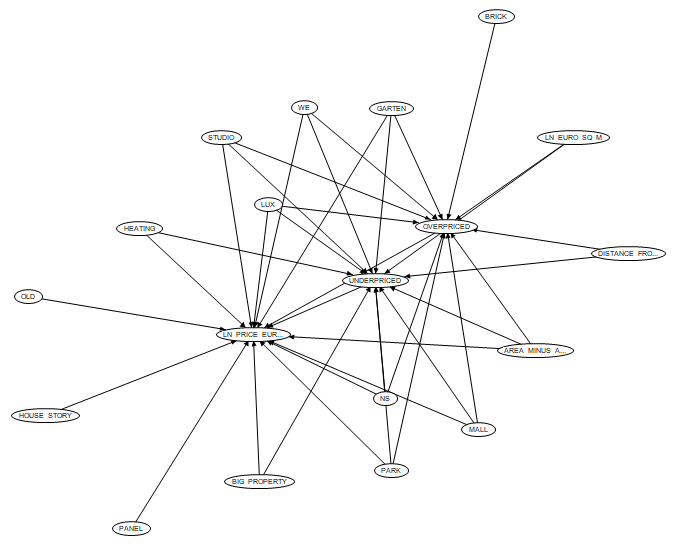 BRICK
WE
GARTEN
STUDIO
LN EURO SQ M
LUX
HEATING
OVERPRICED
DISTANCE FRO...
UNDERPRICED
OLD
LN PRICE EUR...
AREA MINUS A...
NS
HOUSE STORY
MALL
PARK
BIG PROPERTY
PANEL